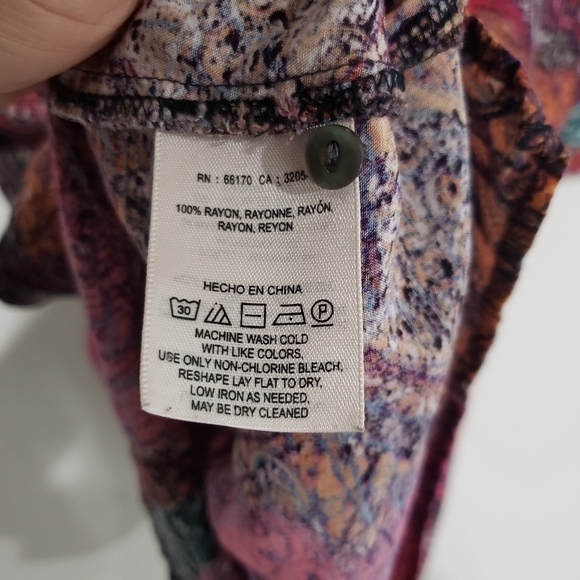 RN : 66170 CA : 3205
100% RAYON, RAYONNE, RAYÓN,
RAYON, REYON
HECHO EN CHINA
30 P
MACHINE WASH COLD
WITH LIKE COLORS,
USE ONLY NON-CHLORINE BLEACH,
RESHAPE LAY FLAT TO DRY,
LOW IRON AS NEEDED,
MAY BE DRY CLEANED